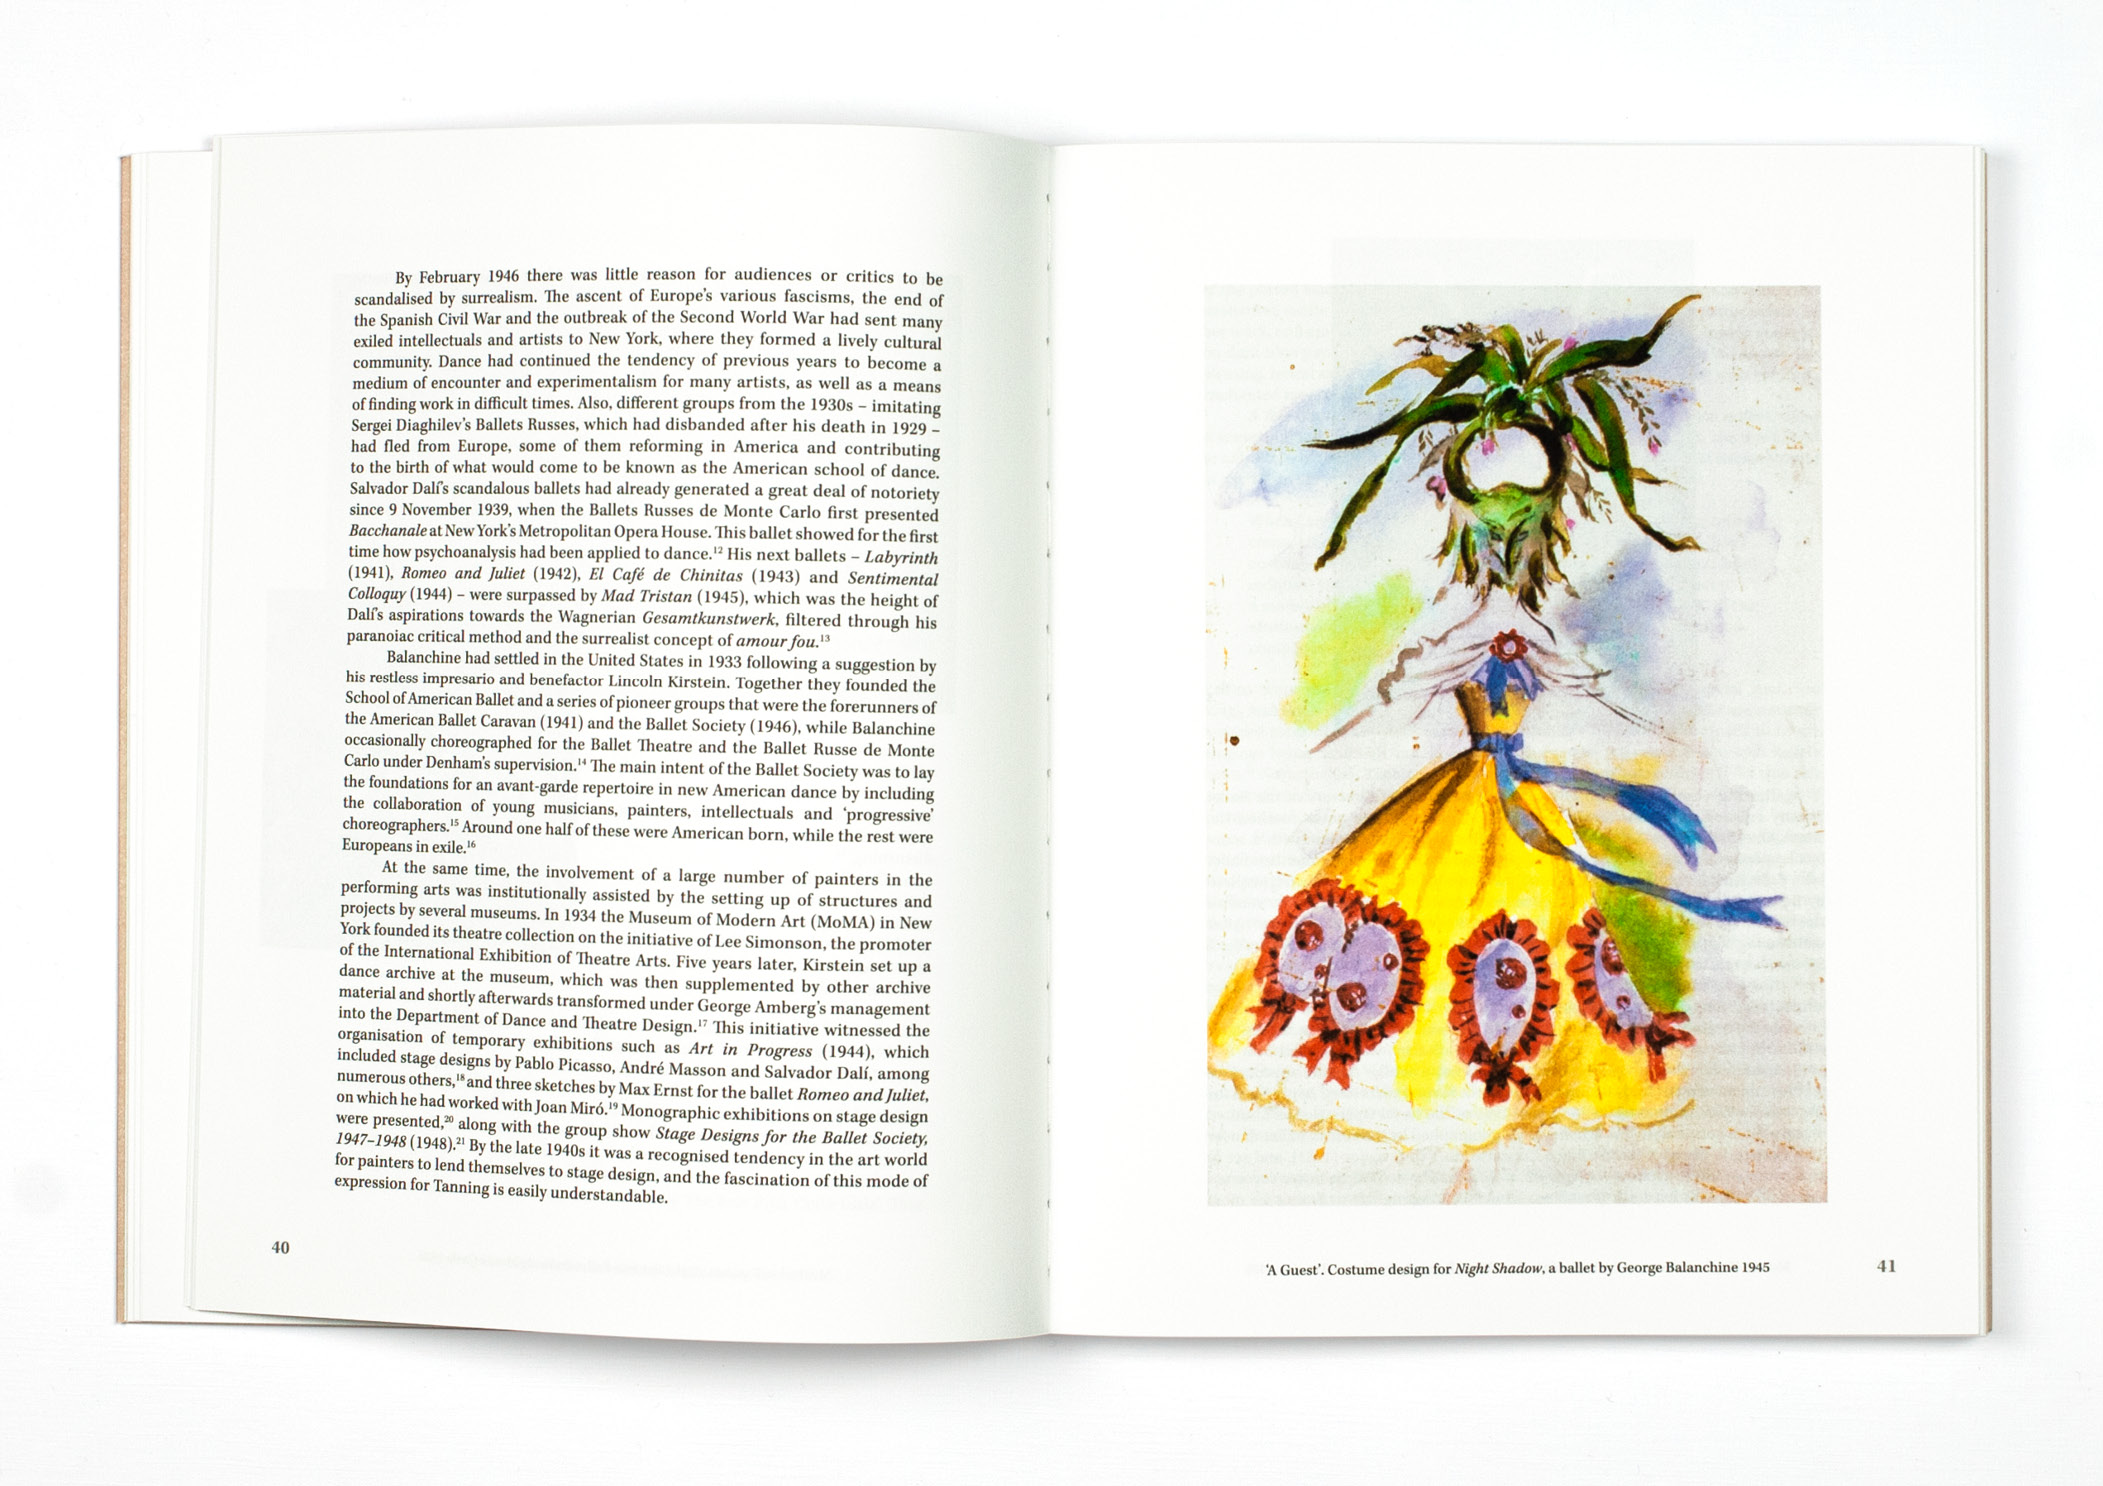 By February 1946 there was little reason for audiences or critics to be
scandalised by surrealism. The ascent of Europe's various fascisms, the end of
the Spanish Civil War and the outbreak of the Second World War had sent many
exiled intellectuals and artists to New York, where they formed a lively cultural
community. Dance had continued the tendency of previous years to become a
medium of encounter and experimentalism for many artists, as well as a means
of finding work in difficult times. Also, different groups from the 1930s – imitating
Sergei Diaghilev's Ballets Russes, which had disbanded after his death in 1929 –
had fled from Europe, some of them reforming in America and contributing
to the birth of what would come to be known as the American school of dance.
Salvador Dalí's scandalous ballets had already generated a great deal of notoriety
since 9 November 1939, when the Ballets Russes de Monte Carlo first presented
Bacchanale at New York's Metropolitan Opera House. This ballet showed for the first
time how psychoanalysis had been applied to dance.¹² His next ballets – Labyrinth
(1941), Romeo and Juliet (1942), El Café de Chinitas (1943) and Sentimental
Colloquy (1944) – were surpassed by Mad Tristan (1945), which was the height of
Dalí's aspirations towards the Wagnerian Gesamtkunstwerk, filtered through his
paranoiac critical method and the surrealist concept of amour fou.¹³
Balanchine had settled in the United States in 1933 following a suggestion by
his restless impresario and benefactor Lincoln Kirstein. Together they founded the
School of American Ballet and a series of pioneer groups that were the forerunners of
the American Ballet Caravan (1941) and the Ballet Society (1946), while Balanchine
occasionally choreographed for the Ballet Theatre and the Ballet Russe de Monte
Carlo under Denham's supervision.¹⁴ The main intent of the Ballet Society was to lay
the foundations for an avant-garde repertoire in new American dance by including
the collaboration of young musicians, painters, intellectuals and 'progressive'
choreographers.¹⁵ Around one half of these were American born, while the rest were
Europeans in exile.¹⁶
At the same time, the involvement of a large number of painters in the
performing arts was institutionally assisted by the setting up of structures and
projects by several museums. In 1934 the Museum of Modern Art (MoMA) in New
York founded its theatre collection on the initiative of Lee Simonson, the promoter
of the International Exhibition of Theatre Arts. Five years later, Kirstein set up a
dance archive at the museum, which was then supplemented by other archive
material and shortly afterwards transformed under George Amberg's management
into the Department of Dance and Theatre Design.¹⁷ This initiative witnessed the
organisation of temporary exhibitions such as Art in Progress (1944), which
included stage designs by Pablo Picasso, André Masson and Salvador Dalí, among
numerous others,¹⁸ and three sketches by Max Ernst for the ballet Romeo and Juliet,
on which he had worked with Joan Miró.¹⁹ Monographic exhibitions on stage design
were presented,²⁰ along with the group show Stage Designs for the Ballet Society,
1947–1948 (1948).²¹ By the late 1940s it was a recognised tendency in the art world
for painters to lend themselves to stage design, and the fascination of this mode of
expression for Tanning is easily understandable.
40
'A Guest'. Costume design for Night Shadow, a ballet by George Balanchine 1945
41